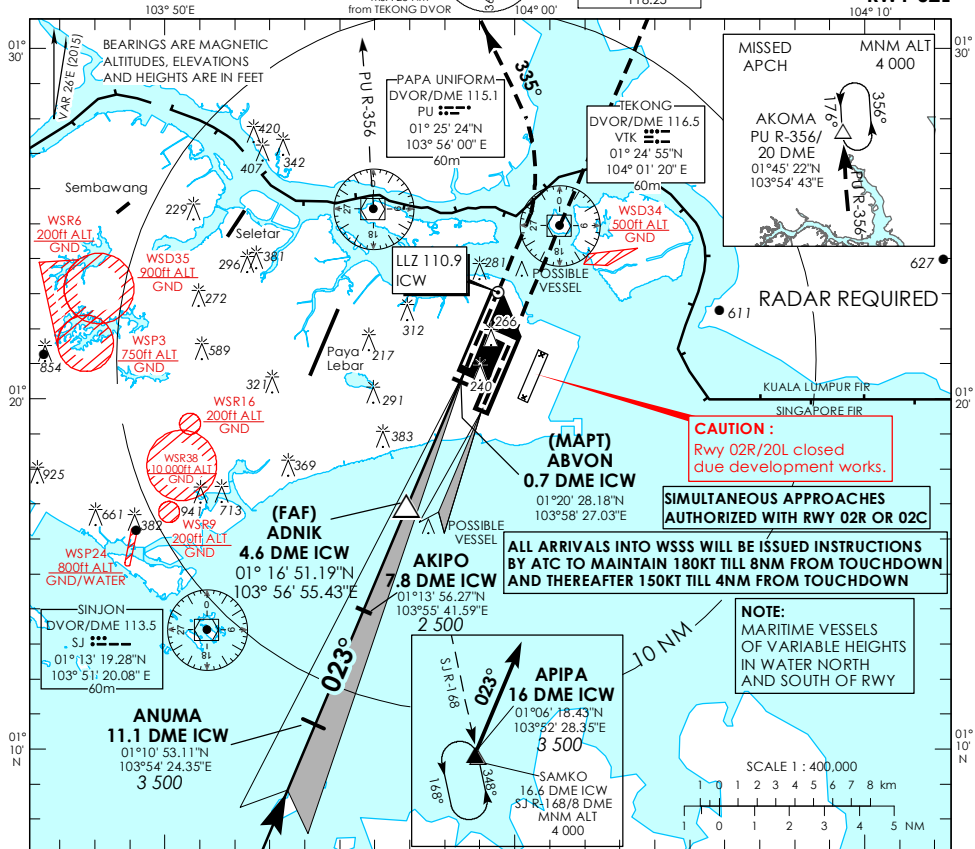 103° 50'E
from TEKONG DVOR
104° 00'
118.25
104° 10'
01° 30'
01° 30'
BEARINGS ARE MAGNETIC
ALTITUDES, ELEVATIONS
AND HEIGHTS ARE IN FEET
VAR 26'E (2015)
PU R-356
PAPA UNIFORM
DVOR/DME 115.1
PU
01° 25' 24"N
103° 56' 00" E
60m
335°
TEKONG
DVOR/DME 116.5
VTK
01° 24' 55"N
104° 01' 20" E
60m
MISSED
APCH
MNM ALT
4 000
176°
356°
AKOMA
PU R-356/
20 DME
01°45' 22"N
103°54' 43"E
PU R-356
420
407
342
Sembawang
229
Seletar
296
381
WSR6
200ft ALT
GND
WSD35
900ft ALT
GND
272
WSP3
750ft ALT
GND
854
589
LLZ 110.9
ICW
281
POSSIBLE
VESSEL
WSD34
500ft ALT
GND
627
611
RADAR REQUIRED
312
266
217
Paya
Lebar
321
291
240
KUALA LUMPUR FIR
SINGAPORE FIR
01° 20'
01° 20'
WSR16
200ft ALT
GND
WSR38
10 000ft ALT
GND
383
369
925
941
713
661
382
WSR9
200ft ALT
GND
WSP24
800ft ALT
GND/WATER
(MAPT)
ABVON
0.7 DME ICW
01°20' 28.18"N
103°58' 27.03"E
CAUTION :
Rwy 02R/20L closed
due development works.
SIMULTANEOUS APPROACHES
AUTHORIZED WITH RWY 02R OR 02C
(FAF)
ADNIK
4.6 DME ICW
01° 16' 51.19"N
103° 56' 55.43"E
POSSIBLE
VESSEL
ALL ARRIVALS INTO WSSS WILL BE ISSUED INSTRUCTIONS
BY ATC TO MAINTAIN 180KT TILL 8NM FROM TOUCHDOWN
AND THEREAFTER 150KT TILL 4NM FROM TOUCHDOWN
AKIPO
7.8 DME ICW
01°13' 56.27"N
103°55' 41.59"E
2 500
SINJON
DVOR/DME 113.5
SJ
01° 13' 19.28"N
103° 51' 20.08" E
60m
NOTE:
MARITIME VESSELS
OF VARIABLE HEIGHTS
IN WATER NORTH
AND SOUTH OF RWY
10 NM
023°
ANUMA
11.1 DME ICW
01°10' 53.11"N
103°54' 24.35"E
3 500
SJ R-168
023°
APIPA
16 DME ICW
01°06' 18.43"N
103°52' 28.35"E
3 500
168°
348°
SAMKO
16.6 DME ICW
SJ R-168/8 DME
MNM ALT
4 000
01° 10' N
01° 10' N
SCALE 1 : 400,000
1 0 1 2 3 4 5 6 7 8 km
1 0 1 2 3 4 5 NM